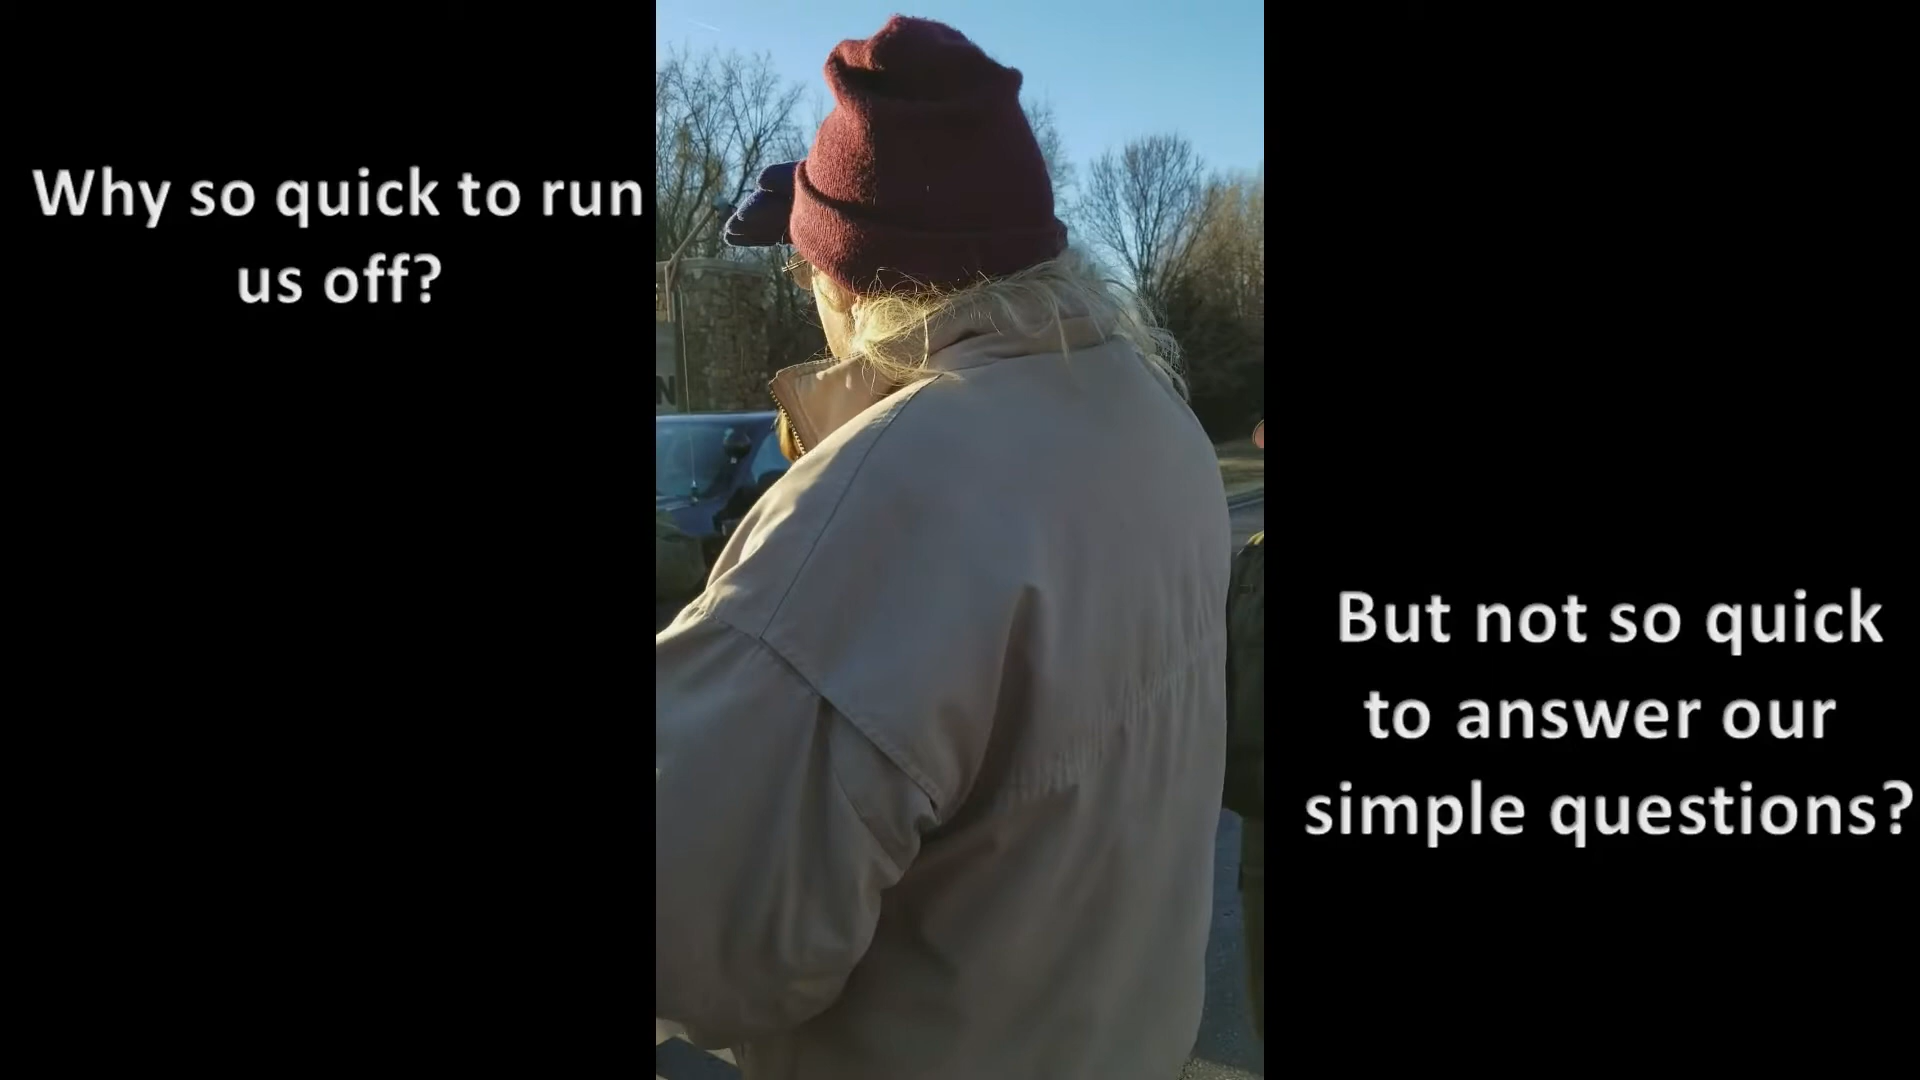 Why so quick to run
us off?
N
But not so quick
to answer our
simple questions?